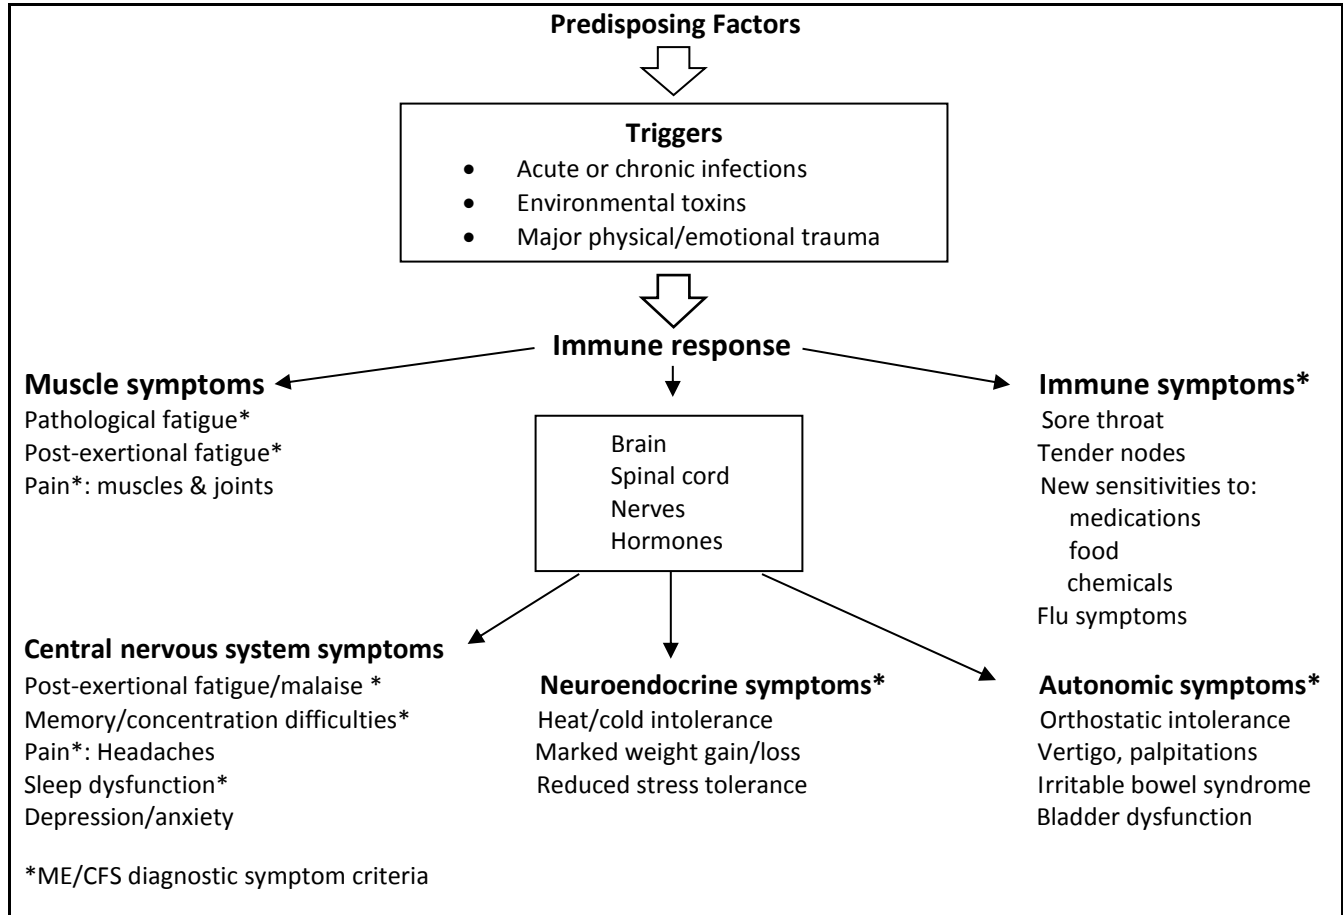 Predisposing Factors
Triggers
• Acute or chronic infections
• Environmental toxins
• Major physical/emotional trauma
Immune response
Muscle symptoms
Pathological fatigue*
Post-exertional fatigue*
Pain*: muscles & joints
Brain
Spinal cord
Nerves
Hormones
Immune symptoms*
Sore throat
Tender nodes
New sensitivities to:
medications
food
chemicals
Flu symptoms
Central nervous system symptoms
Post-exertional fatigue/malaise *
Memory/concentration difficulties*
Pain*: Headaches
Sleep dysfunction*
Depression/anxiety
Neuroendocrine symptoms*
Heat/cold intolerance
Marked weight gain/loss
Reduced stress tolerance
Autonomic symptoms*
Orthostatic intolerance
Vertigo, palpitations
Irritable bowel syndrome
Bladder dysfunction
*ME/CFS diagnostic symptom criteria